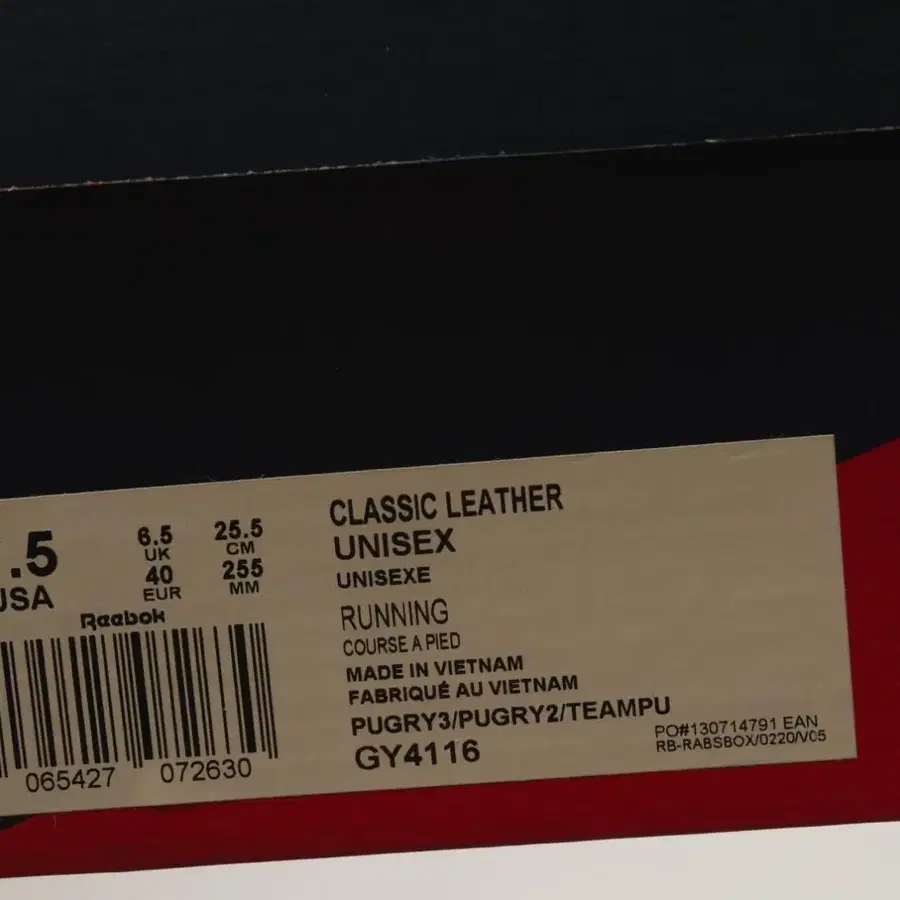 .5
USA
6.5
UK
40
EUR
25.5
CM
255
MM
Reebok
065427 072630
CLASSIC LEATHER
UNISEX
UNISEXE
RUNNING
COURSE A PIED
MADE IN VIETNAM
FABRIQUÉ AU VIETNAM
PUGRY3/PUGRY2/TEAMPU
GY4116
PO#130714791 EAN
RB-RABSBOX/0220/V05